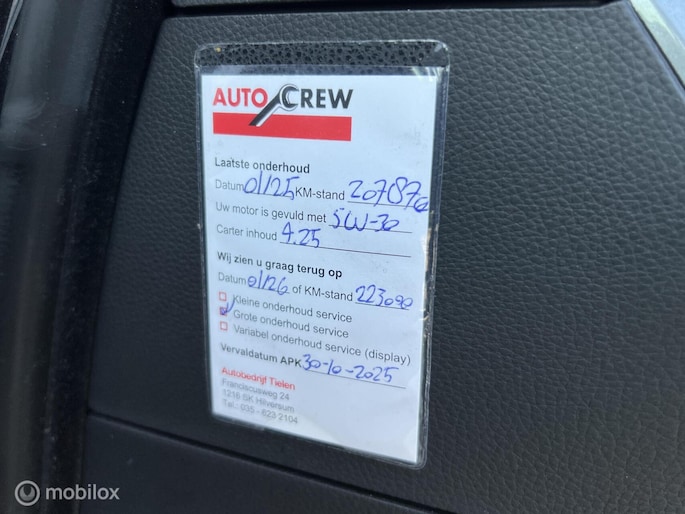 AUTO CREW
Laatste onderhoud
Datum 01/25 KM-stand 207876
Uw motor is gevuld met 5W-30
Carter inhoud 4.25
Wij zien u graag terug op
Datum 01/26 of KM-stand 223090
Kleine onderhoud service
Grote onderhoud service
Variabel onderhoud service (display)
Vervaldatum APK 30-10-2025
Autobedrijf Tielen
Franciscusweg 24
1216 SK Hilversum
Tel.: 035 - 623 2104
mobilox